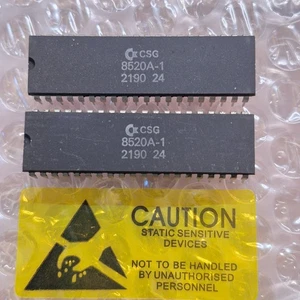 CSG
8520A-1
2190 24
CSG
8520A-1
2190 24
CAUTION
STATIC SENSITIVE
DEVICES
NOT TO BE HANDLED
BY UNAUTHORISED
PERSONNEL